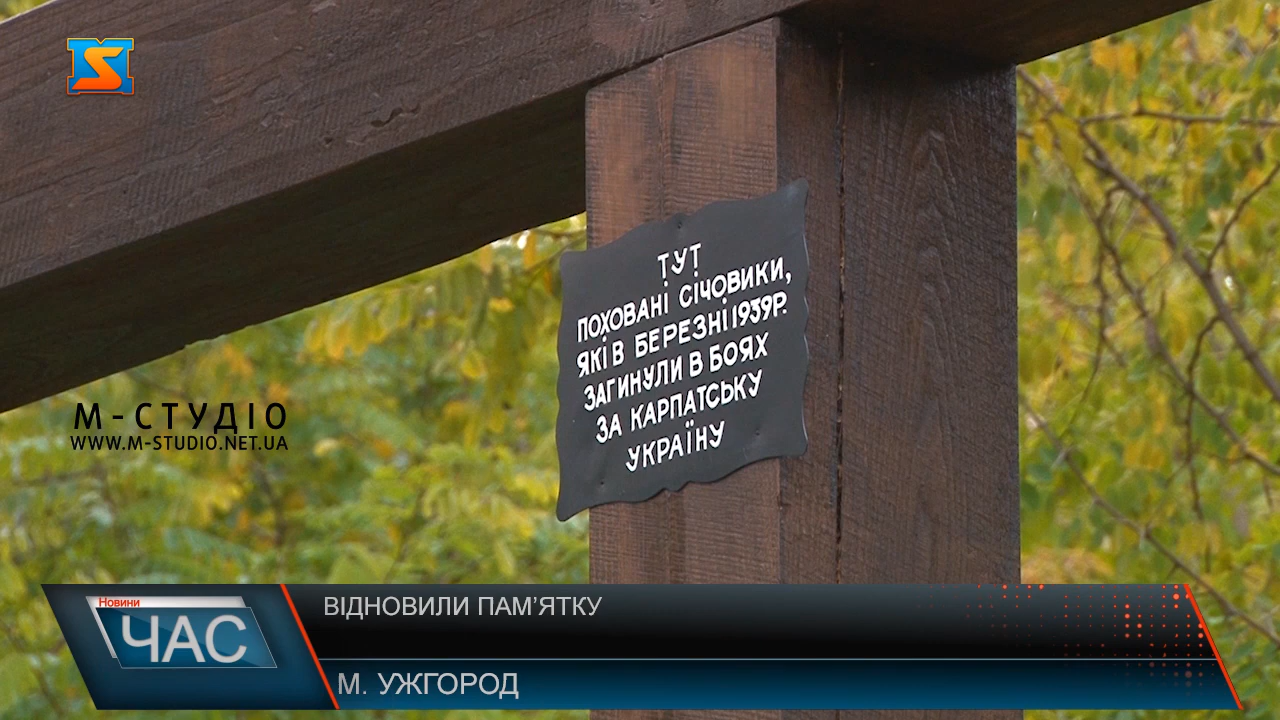 ТУТ
ПОХОВАНІ СІЧОВИКИ,
ЯКІ В БЕРЕЗНІ 1939Р.
ЗАГИНУЛИ В БОЯХ
ЗА КАРПАТСЬКУ
УКРАЇНУ
М-СТУДІО
WWW.M-STUDIO.NET.UA
Новини
ЧАС
ВІДНОВИЛИ ПАМ’ЯТКУ
М. УЖГОРОД